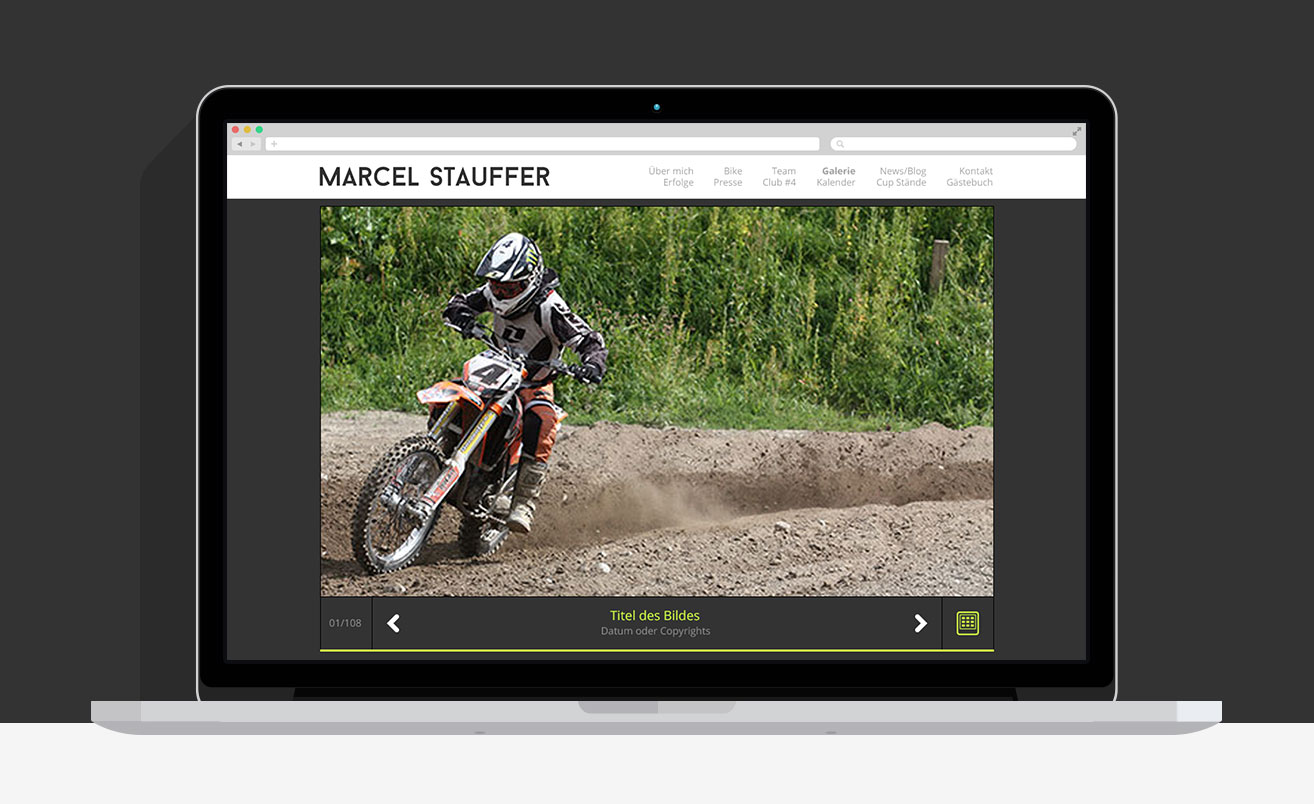 MARCEL STAUFFER
Über mich Bike Team Galerie News/Blog Kontakt
Erfolge Presse Club #4 Kalender Cup Stände Gästebuch
4
4
01/108
Titel des Bildes
Datum oder Copyrights